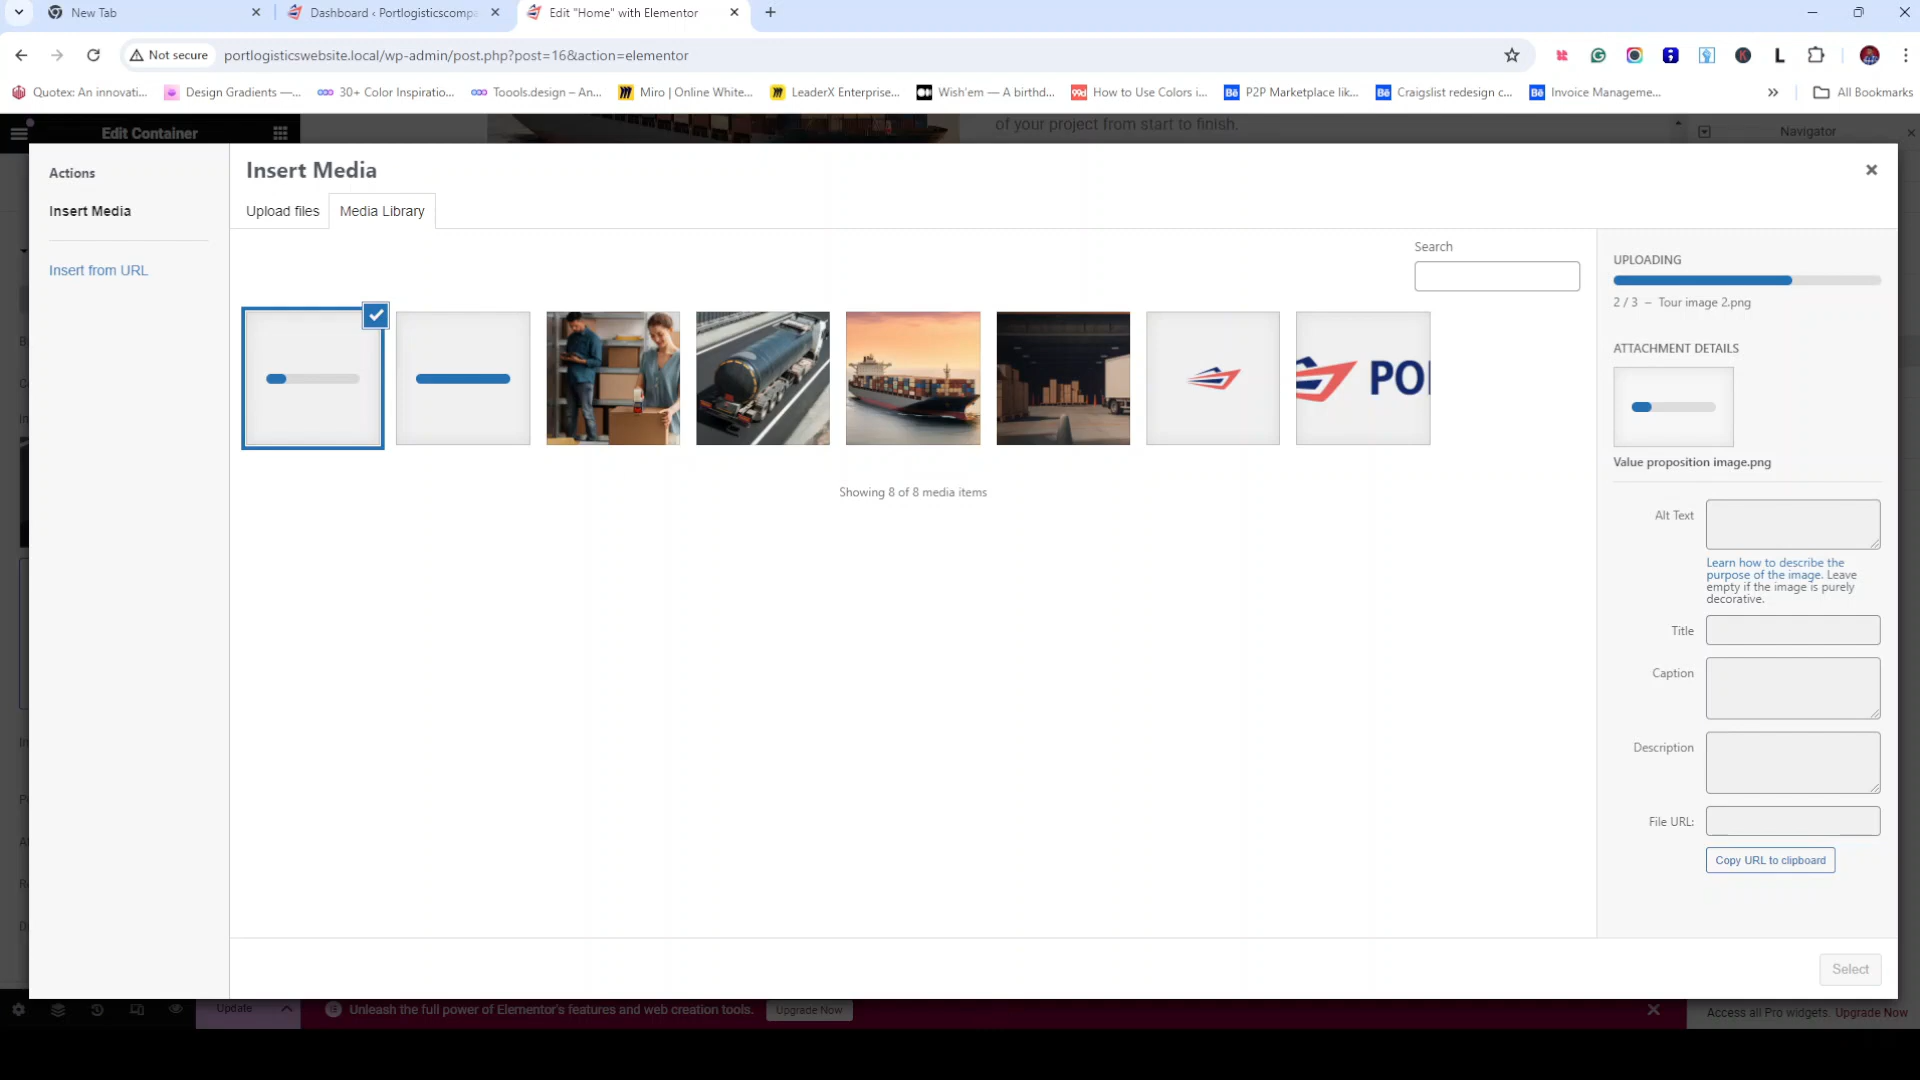 New Tab
Dashboard ‹ Portlogisticscompa
Edit "Home" with Elementor
Not secure
portlogisticswebsite.local/wp-admin/post.php?post=16&action=elementor
Quotex: An innovati...
Design Gradients —...
30+ Color Inspiratio...
Toools.design – An...
Miro | Online White...
LeaderX Enterprise...
Wish'em — A birthd...
How to Use Colors i...
P2P Marketplace lik...
Craigslist redesign c...
Invoice Manageme...
All Bookmarks
Edit Container
of your project from start to finish.
Navigator
Actions
Insert Media
Insert from URL
Insert Media
Upload files
Media Library
Search
Showing 8 of 8 media items
UPLOADING
2 / 3 – Tour image 2.png
ATTACHMENT DETAILS
Value proposition image.png
Alt Text
Learn how to describe the
purpose of the image. Leave
empty if the image is purely
decorative.
Title
Caption
Description
File URL:
Copy URL to clipboard
Select
Update
Unleash the full power of Elementor's features and web creation tools.
Upgrade Now
Access all Pro widgets. Upgrade Now